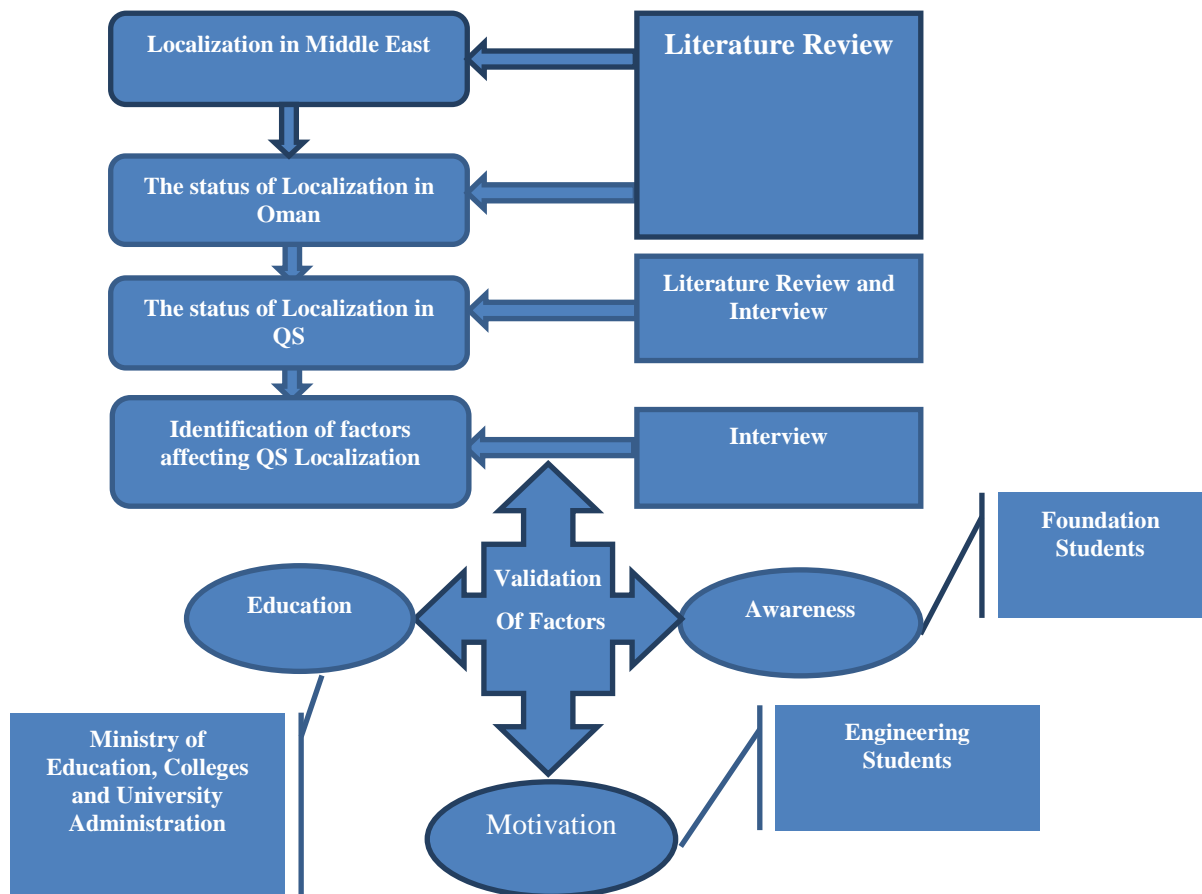 Localization in Middle East
Literature Review
The status of Localization in
Oman
Literature Review and
Interview
The status of Localization in
QS
Identification of factors
affecting QS Localization
Interview
Foundation
Students
Validation
Of Factors
Education
Awareness
Ministry of
Education, Colleges
and University
Administration
Engineering
Students
Motivation